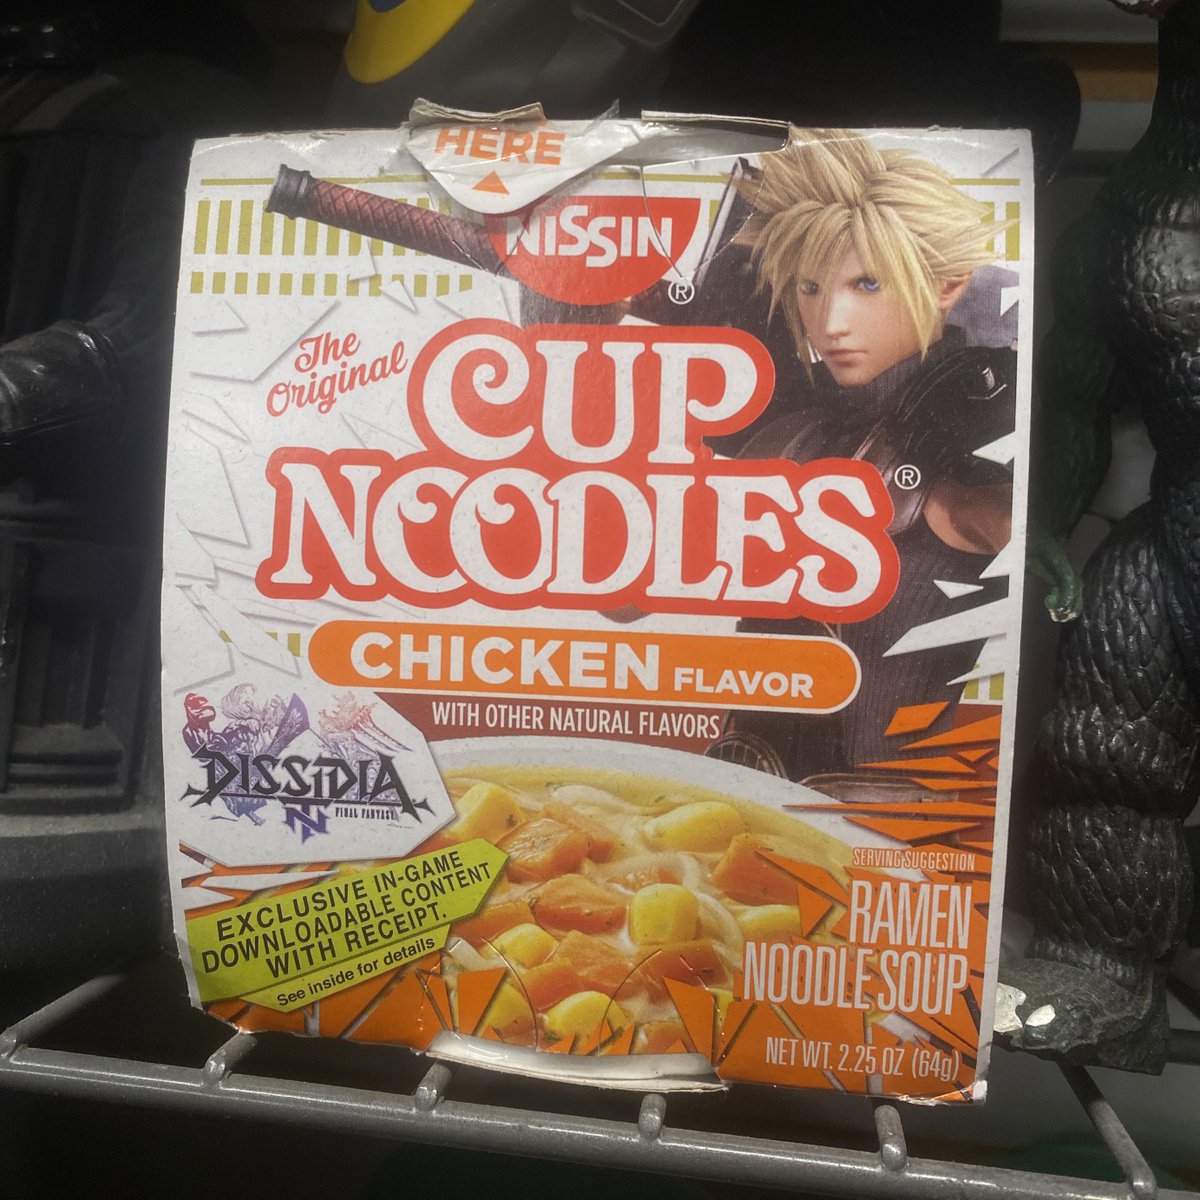 HERE
NISSIN
®
The
Original
CUP
NOODLES
®
CHICKEN FLAVOR
WITH OTHER NATURAL FLAVORS
DISSIDIA
NT
FINAL FANTASY
EXCLUSIVE IN-GAME
DOWNLOADABLE CONTENT
WITH RECEIPT.
See inside for details
SERVING SUGGESTION
RAMEN
NOODLE SOUP
NET WT. 2.25 OZ (64g)